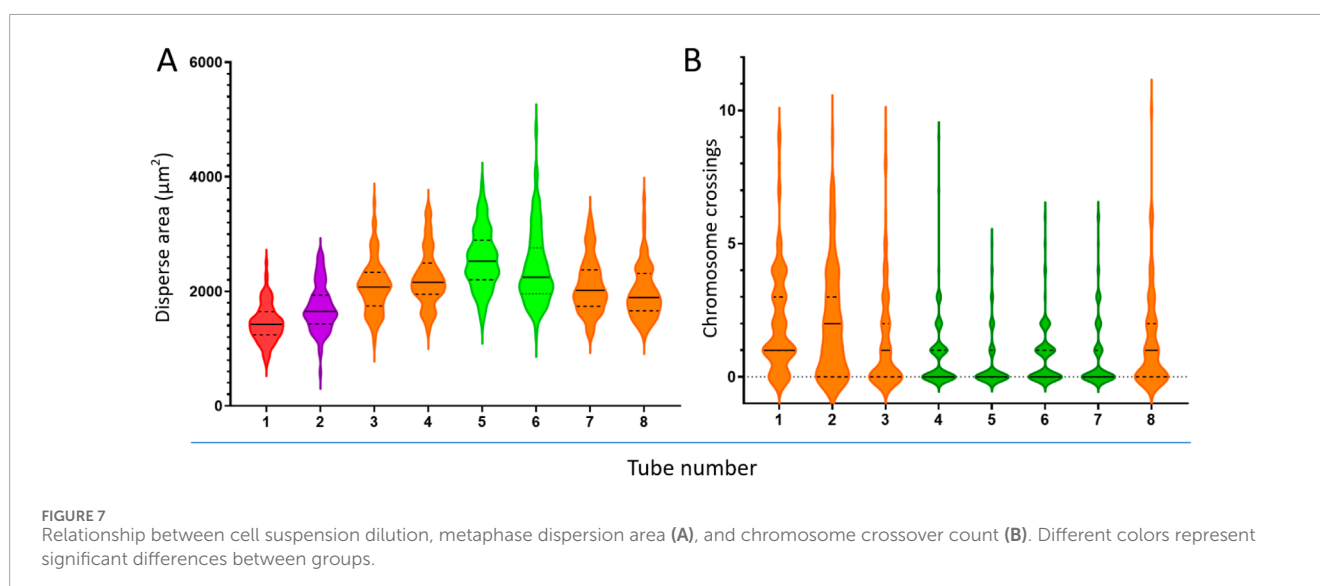 A
B
6000
4000
2000
0
Disperse area (µm²)
1 2 3 4 5 6 7 8
10
5
0
Chromosome crossings
1 2 3 4 5 6 7 8
Tube number
FIGURE 7
Relationship between cell suspension dilution, metaphase dispersion area (A), and chromosome crossover count (B). Different colors represent
significant differences between groups.